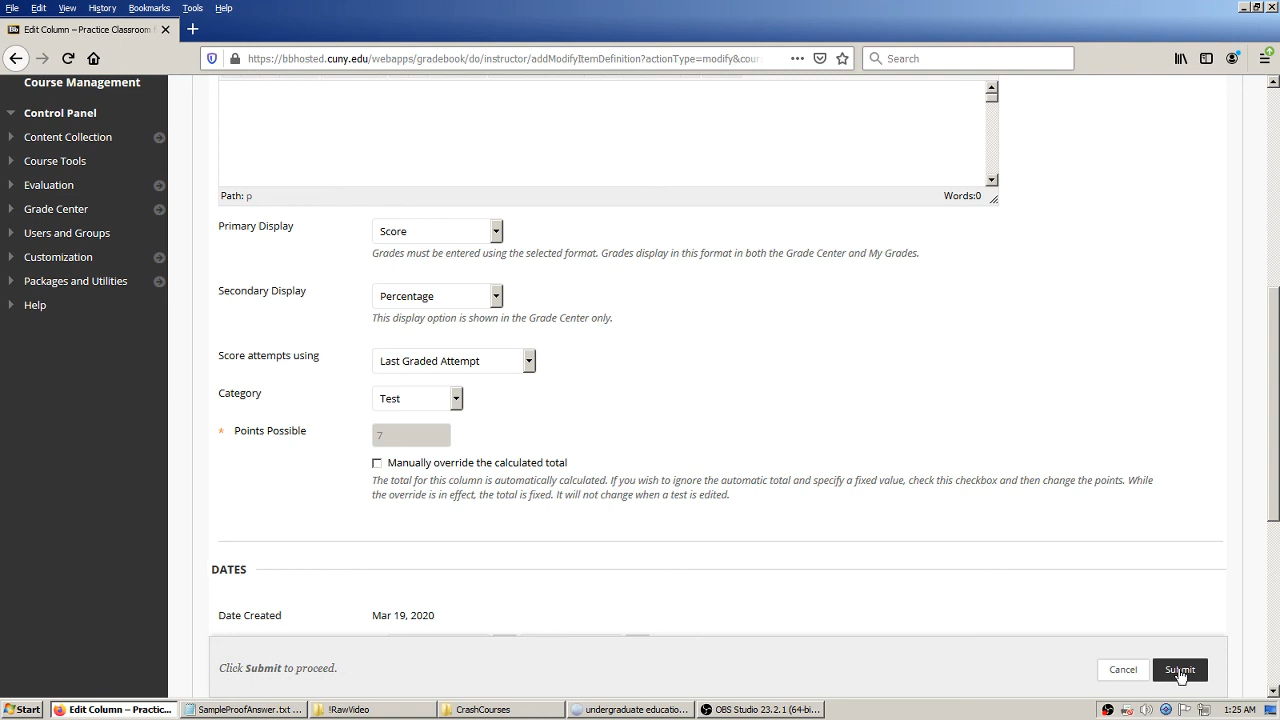 File Edit View History Bookmarks Tools Help
Edit Column – Practice Classroom
https://bbhosted.cuny.edu/webapps/gradebook/do/instructor/addModifyItemDefinition?actionType=modify&cou
Search
Course Management
Control Panel
Content Collection
Course Tools
Evaluation
Grade Center
Users and Groups
Customization
Packages and Utilities
Help
Path: p Words:0
Primary Display Score
Grades must be entered using the selected format. Grades display in this format in both the Grade Center and My Grades.
Secondary Display Percentage
This display option is shown in the Grade Center only.
Score attempts using Last Graded Attempt
Category Test
* Points Possible 7
Manually override the calculated total
The total for this column is automatically calculated. If you wish to ignore the automatic total and specify a fixed value, check this checkbox and then change the points. While
the override is in effect, the total is fixed. It will not change when a test is edited.
DATES
Date Created Mar 19, 2020
Click Submit to proceed. Cancel Submit
Start Edit Column – Practic... SampleProofAnswer.txt ... !RawVideo CrashCourses undergraduate educatio... OBS Studio 23.2.1 (64-bi... 1:25 AM